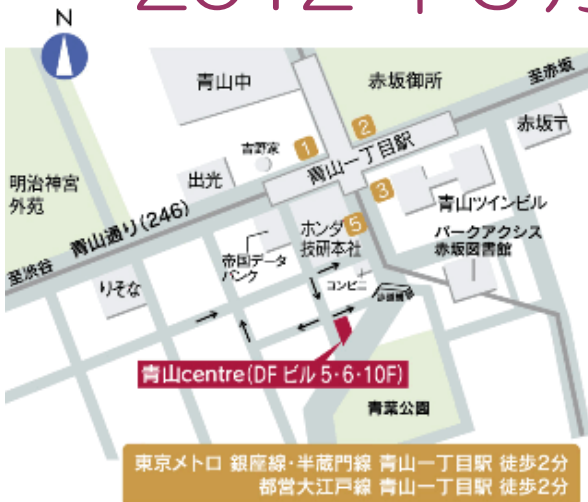 N
青山中
赤坂御所
至赤坂
吉野家
1
2
青山一丁目駅
赤坂〒
明治神宮
外苑
出光
3
青山ツインビル
青山通り(246)
ホンダ
技研本社
5
パークアクシス
赤坂図書館
至渋谷
帝国データ
バンク
りそな
コンビニ
歩道橋
青山centre(DF ビル 5・6・10F)
青葉公園
東京メトロ 銀座線・半蔵門線 青山一丁目駅 徒歩2分
都営大江戸線 青山一丁目駅 徒歩2分